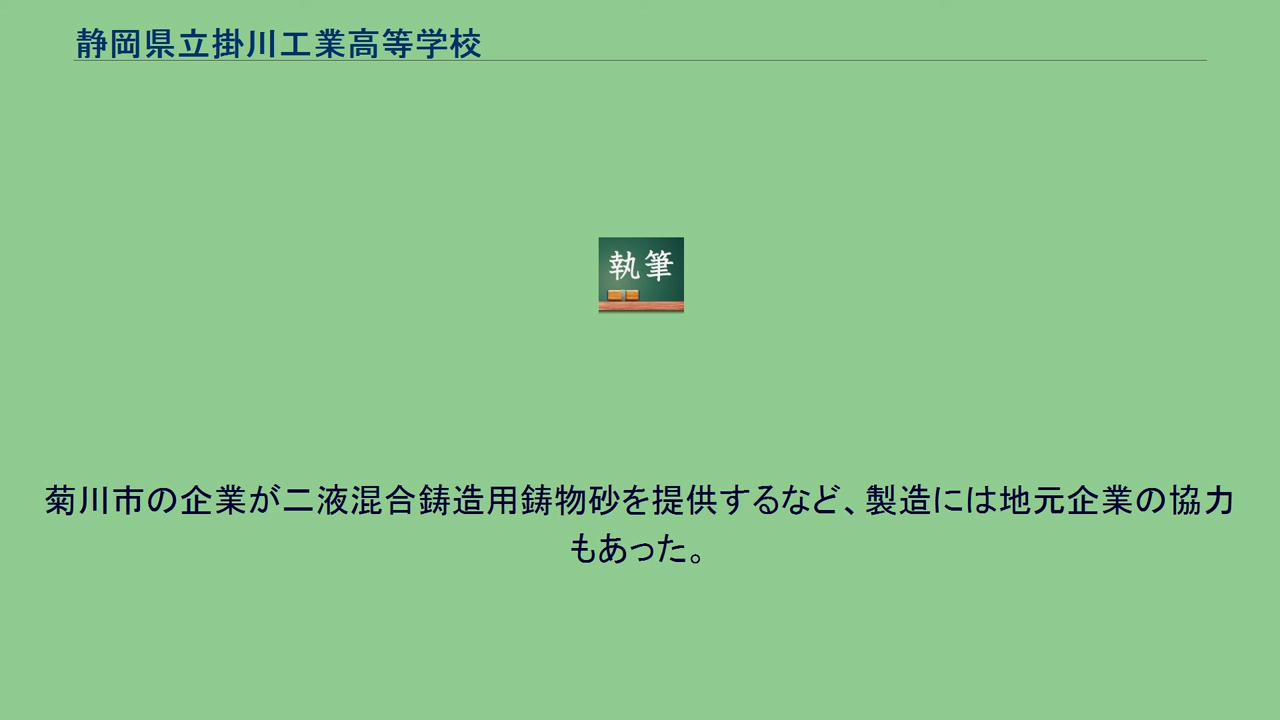 静岡県立掛川工業高等学校
執筆
菊川市の企業が二液混合鋳造用鋳物砂を提供するなど、製造には地元企業の協力
もあった。